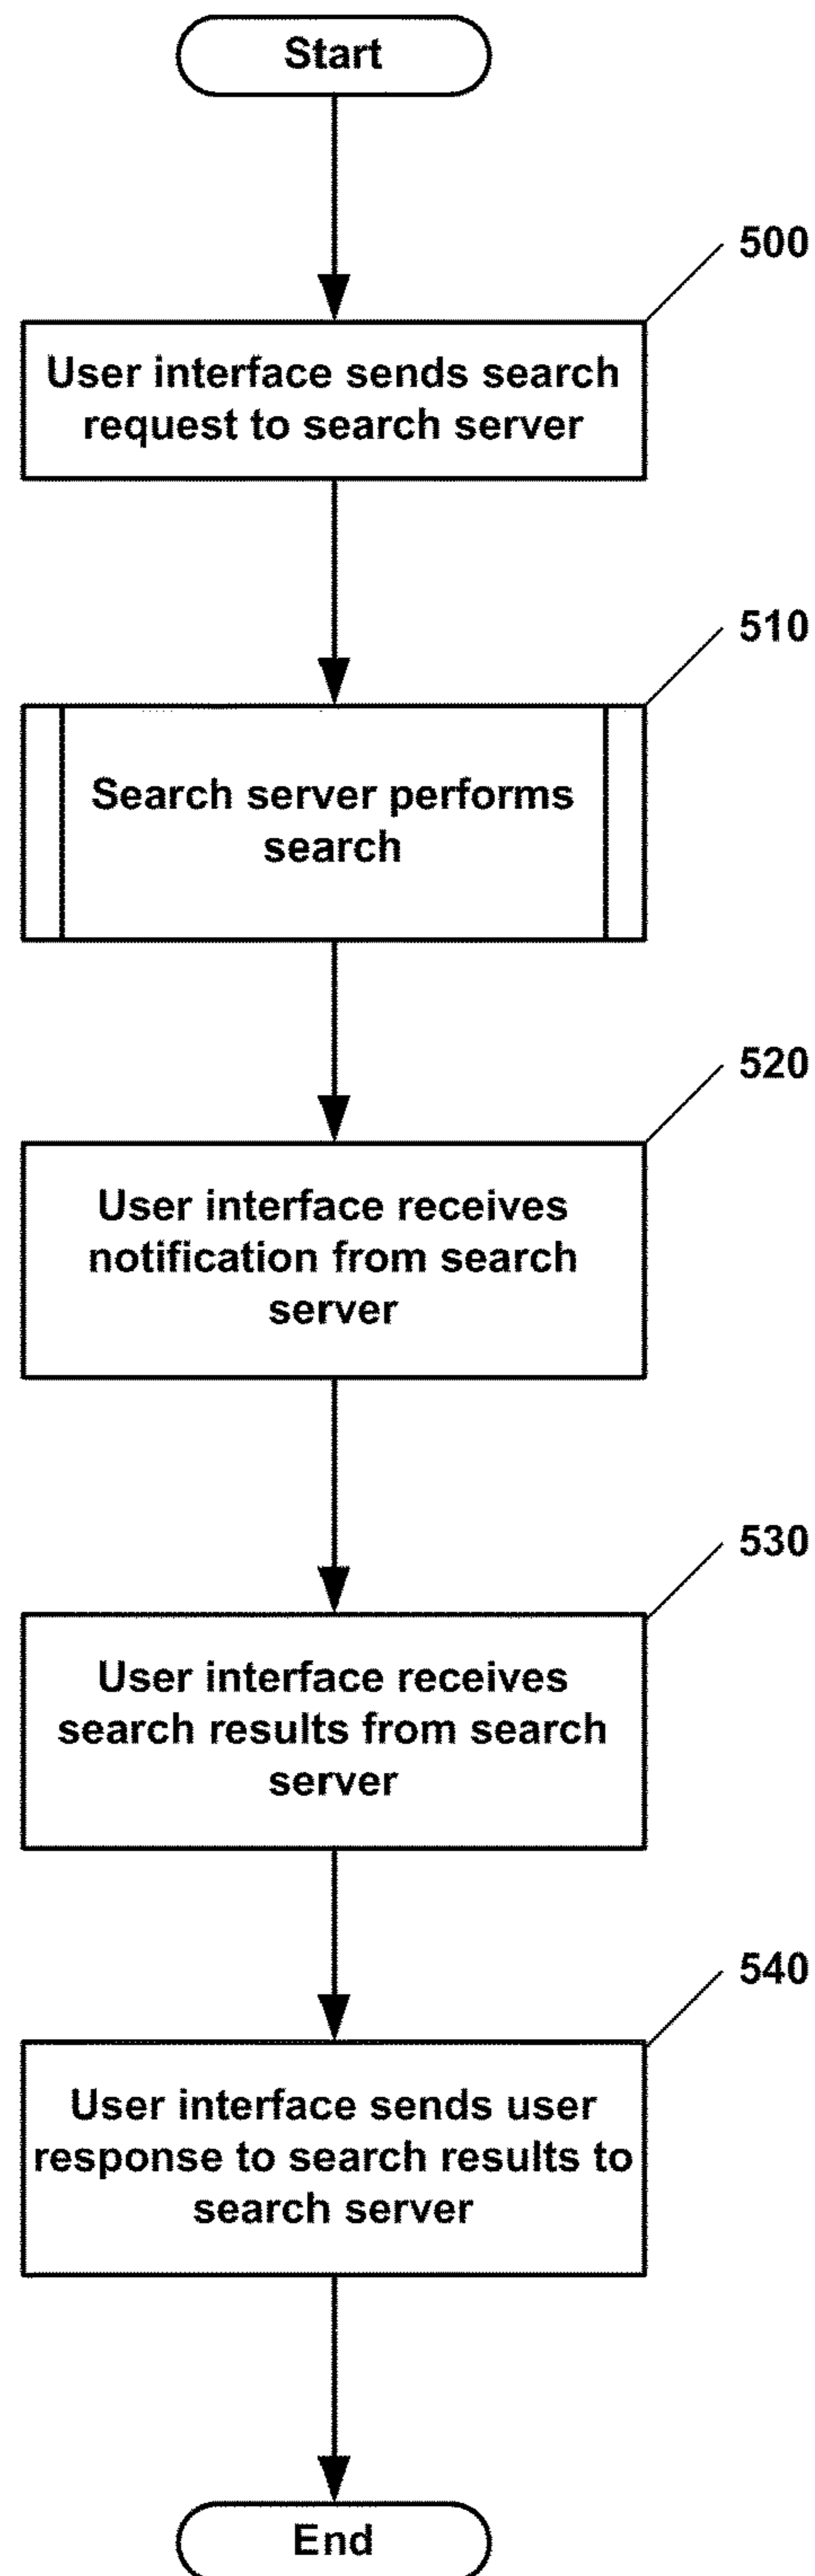 Start
500
User interface sends search
request to search server
510
Search server performs
search
520
User interface receives
notification from search
server
530
User interface receives
search results from search
server
540
User interface sends user
response to search results to
search server
End